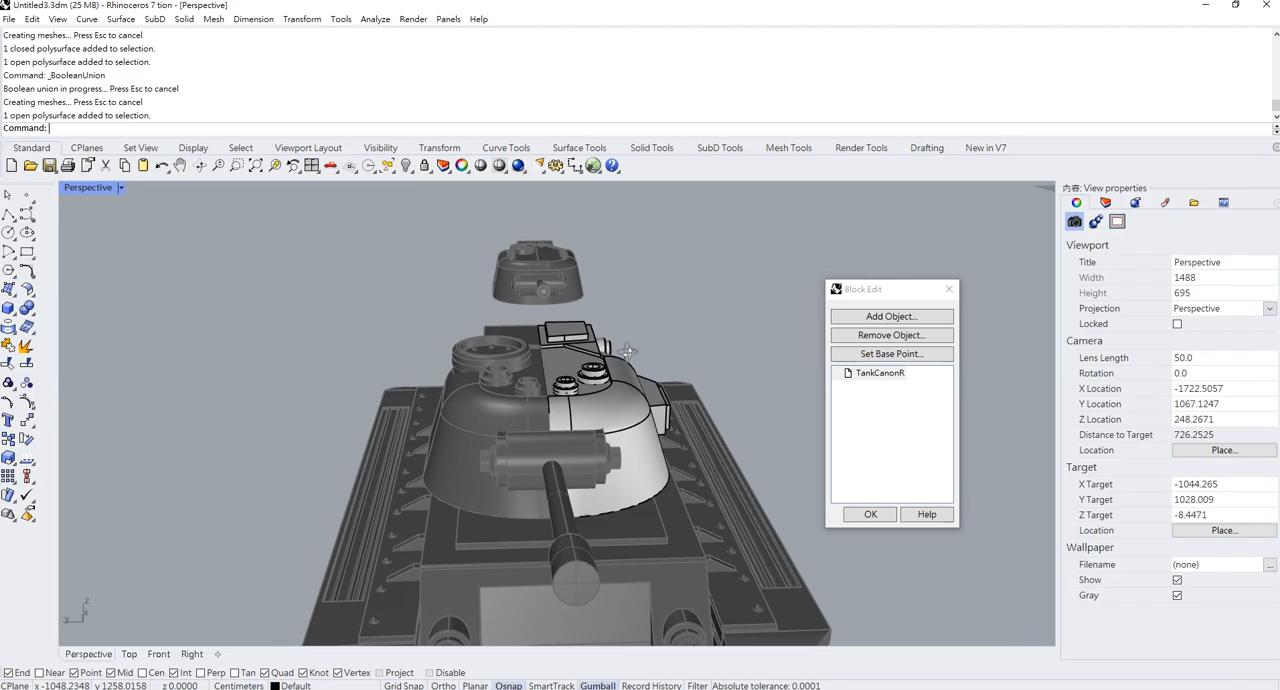 Untitled3.3dm (25 MB) - Rhinoceros 7 tion - [Perspective]
File Edit View Curve Surface SubD Solid Mesh Dimension Transform Tools Analyze Render Panels Help
Creating meshes... Press Esc to cancel
1 closed polysurface added to selection.
1 open polysurface added to selection.
Command: _BooleanUnion
Boolean union in progress... Press Esc to cancel
Creating meshes... Press Esc to cancel
1 open polysurface added to selection.
Command:
Standard CPlanes Set View Display Select Viewport Layout Visibility Transform Curve Tools Surface Tools Solid Tools SubD Tools Mesh Tools Render Tools Drafting New in V7
Perspective
Block Edit
Add Object...
Remove Object...
Set Base Point...
TankCanonR
OK Help
内容: View properties
Viewport
Title Perspective
Width 1488
Height 695
Projection Perspective
Locked
Camera
Lens Length 50.0
Rotation 0.0
X Location -1722.5057
Y Location 1067.1247
Z Location 248.2671
Distance to Target 726.2525
Location Place...
Target
X Target -1044.265
Y Target 1028.009
Z Target -8.4471
Location Place...
Wallpaper
Filename (none) ...
Show
Gray
z
y x
Perspective Top Front Right
End Near Point Mid Cen Int Perp Tan Quad Knot Vertex Project Disable
CPlane x -1048.2348 y 1258.0158 z 0.0000 Centimeters Default Grid Snap Ortho Planar Osnap SmartTrack Gumball Record History Filter Absolute tolerance: 0.0001